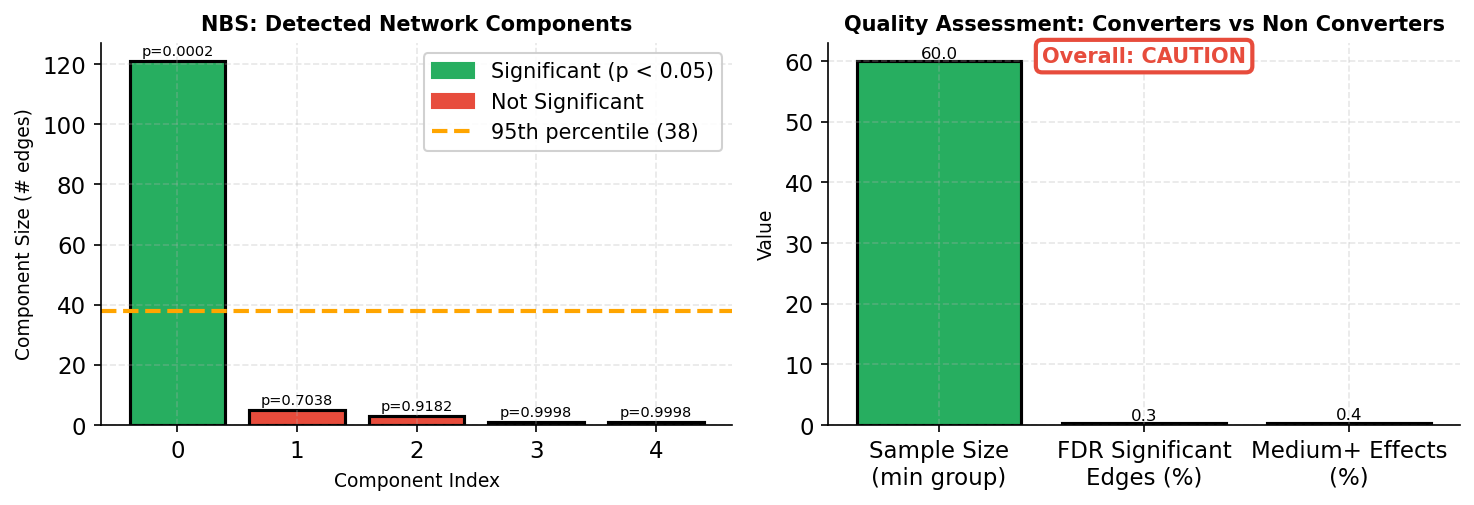 NBS: Detected Network Components
p=0.0002
Significant (p < 0.05)
Not Significant
95th percentile (38)
120
100
80
60
40
20
0
Component Size (# edges)
p=0.7038
p=0.9182
p=0.9998
p=0.9998
0
1
2
3
4
Component Index
Quality Assessment: Converters vs Non Converters
60.0
Overall: CAUTION
60
50
40
30
20
10
0
Value
0.3
0.4
Sample Size
(min group)
FDR Significant
Edges (%)
Medium+ Effects
(%)